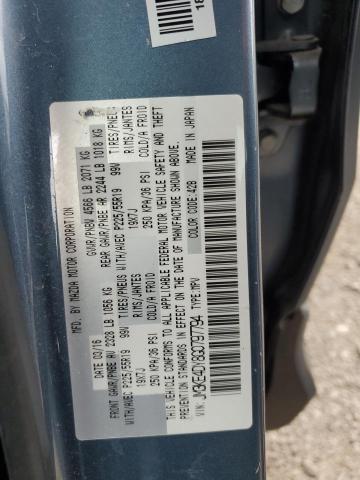 MFD. BY MAZDA MOTOR CORPORATION
DATE: 03/16 GVWR/PNBV 4566 LB 2071 KG
FRONT GAWR/PNBE AV 2328 LB 1056 KG REAR GAWR/PNBE AR 2244 LB 1018 KG
WITH/AVEC P225/55R19 99V TIRES/PNEUS WITH/AVEC P225/55R19 99V TIRES/PNEUS
19X7J RIMS/JANTES 19X7J RIMS/JANTES
250 KPA/36 PSI COLD/A FROID 250 KPA/36 PSI COLD/A FROID
THIS VEHICLE CONFORMS TO ALL APPLICABLE FEDERAL MOTOR VEHICLE SAFETY AND
THEFT PREVENTION STANDARDS IN EFFECT ON THE DATE OF MANUFACTURE SHOWN ABOVE.
COLOR CODE:42B MADE IN JAPAN
TYPE:MPV
18